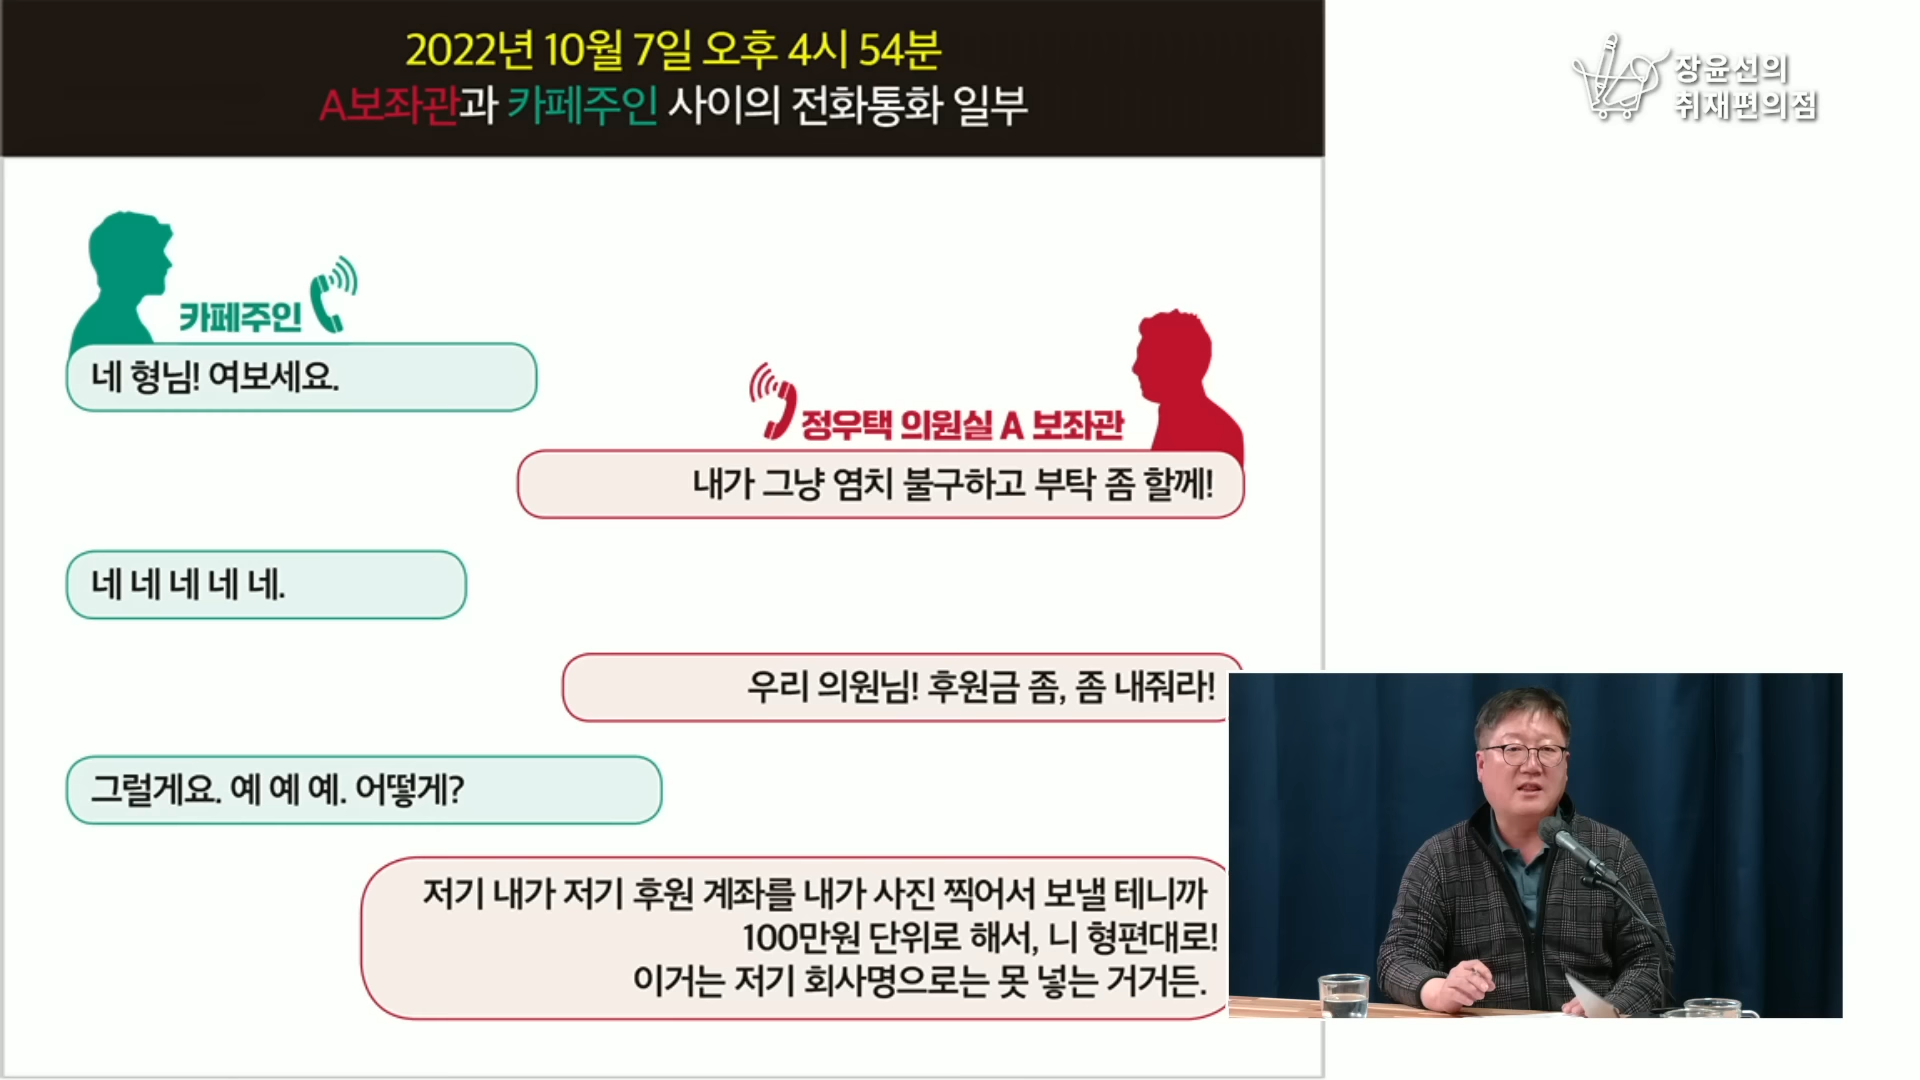 2022년 10월 7일 오후 4시 54분
A보좌관과 카페주인 사이의 전화통화 일부
장윤선의
취재편의점
카페주인
네 형님! 여보세요.
정우택 의원실 A 보좌관
내가 그냥 염치 불구하고 부탁 좀 할께!
네 네 네 네 네.
우리 의원님! 후원금 좀, 좀 내줘라!
그럴게요. 예 예 예. 어떻게?
저기 내가 저기 후원 계좌를 내가 사진 찍어서 보낼 테니까
100만원 단위로 해서, 니 형편대로!
이거는 저기 회사명으로는 못 넣는 거거든.